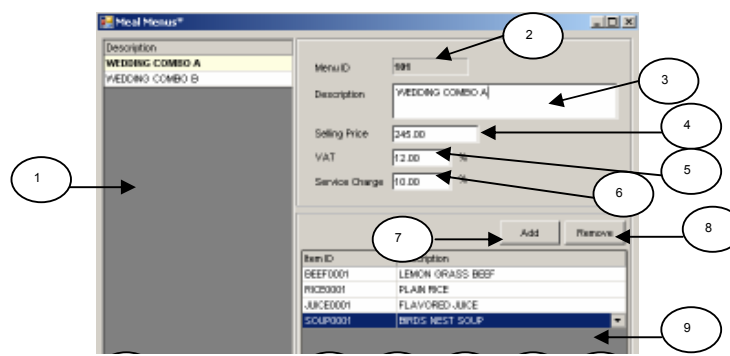 Meal Menus*
Description
WEDDING COMBO A
WEDDING COMBO B
Menu ID
Description
WEDDING COMBO A
Selling Price
245.00
VAT
12.00 %
Service Charge
10.00 %
Add
Remove
Item ID
BEEF0001 LEMON GRASS BEEF
RICE0001 PLAIN RICE
JUICE0001 FLAVORED JUICE
SOUP0001 BIRDS NEST SOUP
1
2
3
4
5
6
7
8
9